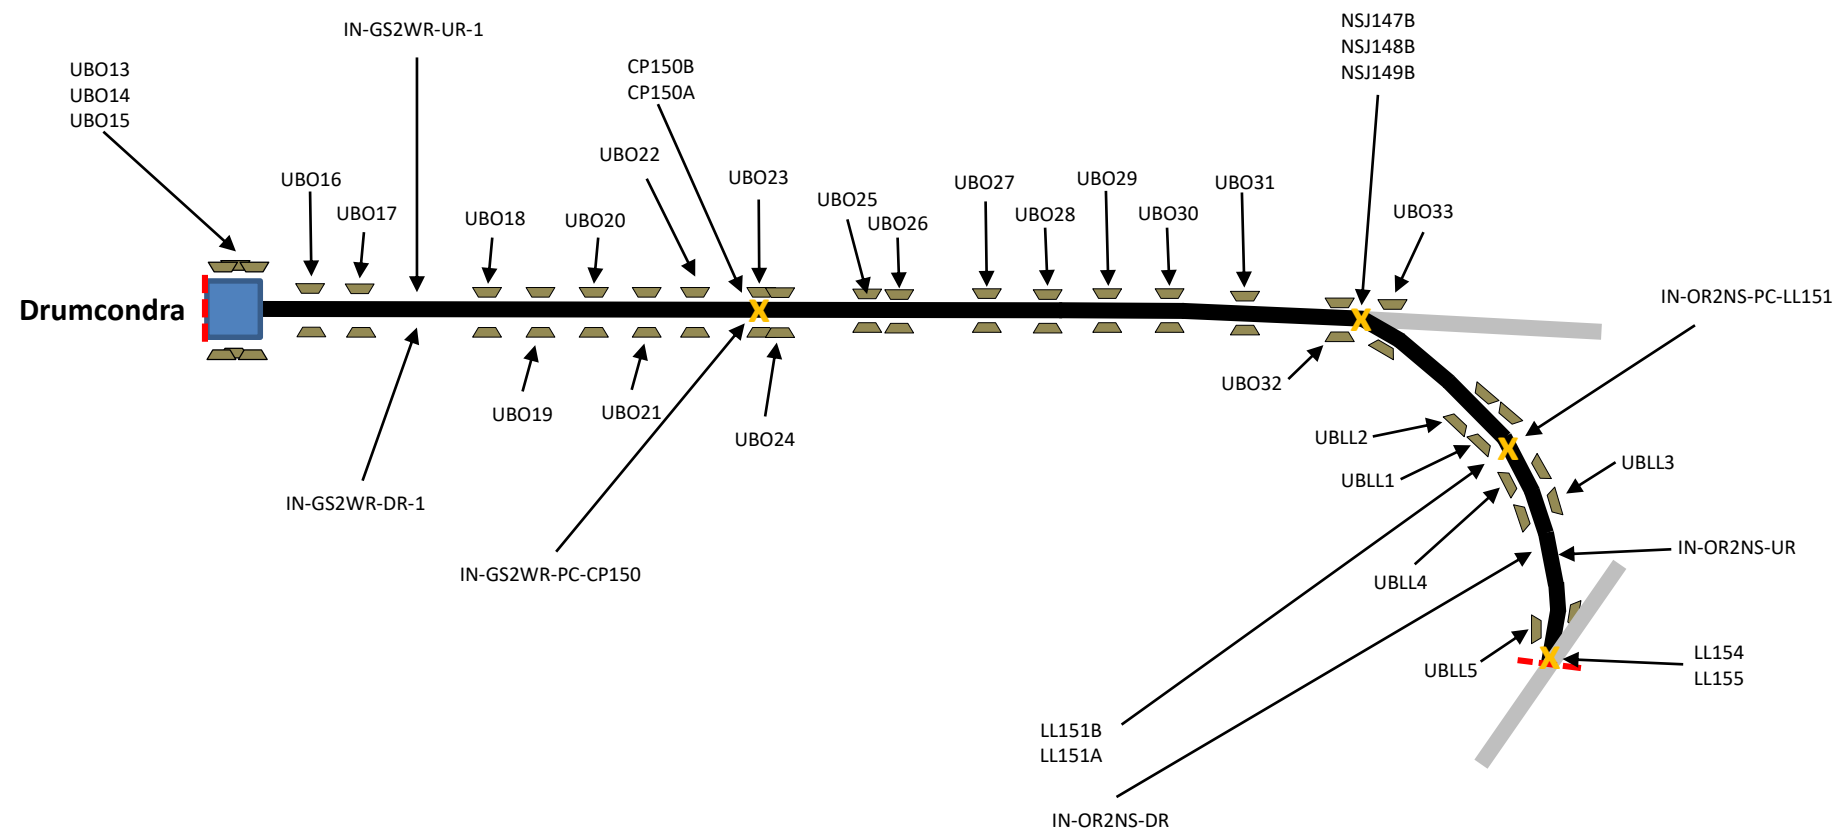 IN-GS2WR-UR-1
NSJ147B
NSJ148B
NSJ149B
UBO13
UBO14
UBO15
CP150B
CP150A
UBO22
UBO16
UBO17
UBO18
UBO20
UBO23
UBO25
UBO26
UBO27
UBO28
UBO29
UBO30
UBO31
UBO33
IN-OR2NS-PC-LL151
Drumcondra
X
X
UBO32
UBO19
UBO21
UBO24
UBLL2
X
UBLL1
UBLL3
IN-GS2WR-DR-1
IN-OR2NS-UR
IN-GS2WR-PC-CP150
UBLL4
UBLL5
X
LL154
LL155
LL151B
LL151A
IN-OR2NS-DR